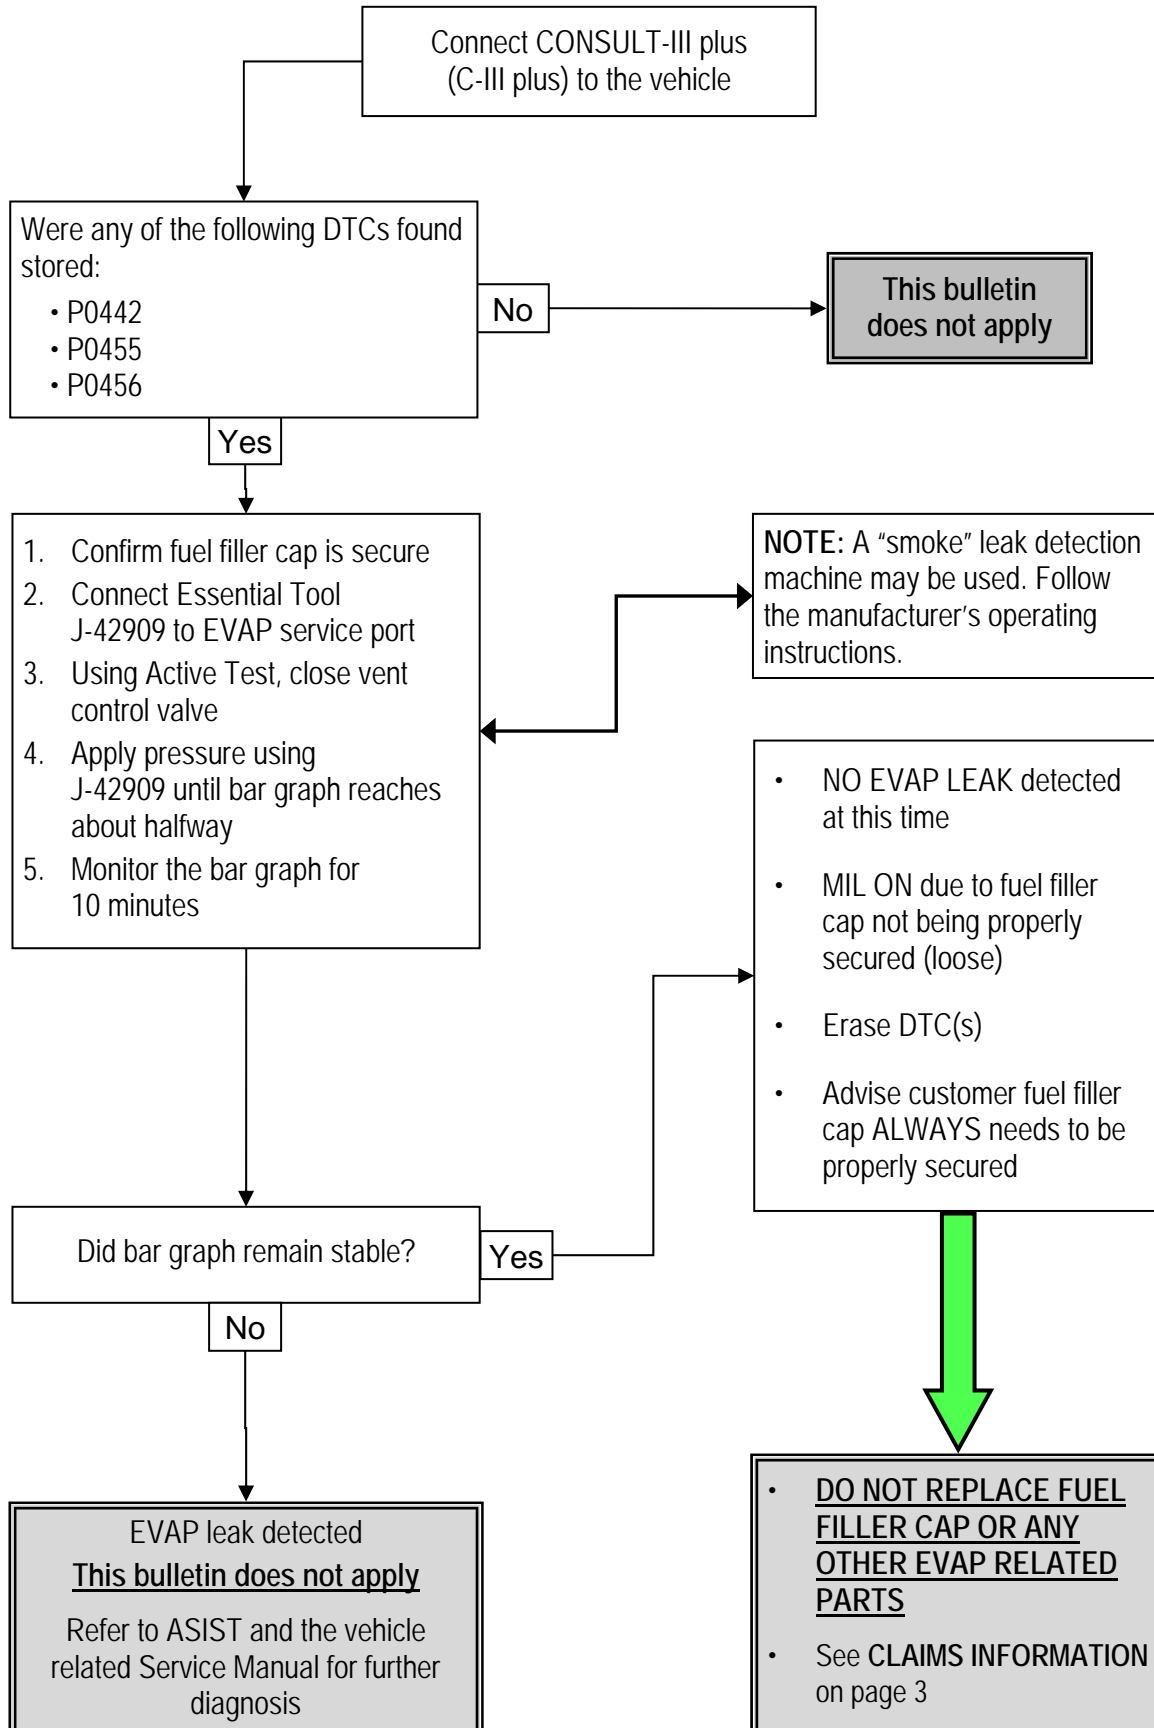 Connect CONSULT-III plus
(C-III plus) to the vehicle
Were any of the following DTCs found
stored:
• P0442
• P0455
• P0456
No
This bulletin
does not apply
Yes
1. Confirm fuel filler cap is secure
2. Connect Essential Tool
J-42909 to EVAP service port
3. Using Active Test, close vent
control valve
4. Apply pressure using
J-42909 until bar graph reaches
about halfway
5. Monitor the bar graph for
10 minutes
NOTE: A “smoke” leak detection
machine may be used. Follow
the manufacturer’s operating
instructions.
• NO EVAP LEAK detected
at this time
• MIL ON due to fuel filler
cap not being properly
secured (loose)
• Erase DTC(s)
• Advise customer fuel filler
cap ALWAYS needs to be
properly secured
Did bar graph remain stable?
Yes
No
EVAP leak detected
This bulletin does not apply
Refer to ASIST and the vehicle
related Service Manual for further
diagnosis
• DO NOT REPLACE FUEL
FILLER CAP OR ANY
OTHER EVAP RELATED
PARTS
• See CLAIMS INFORMATION
on page 3